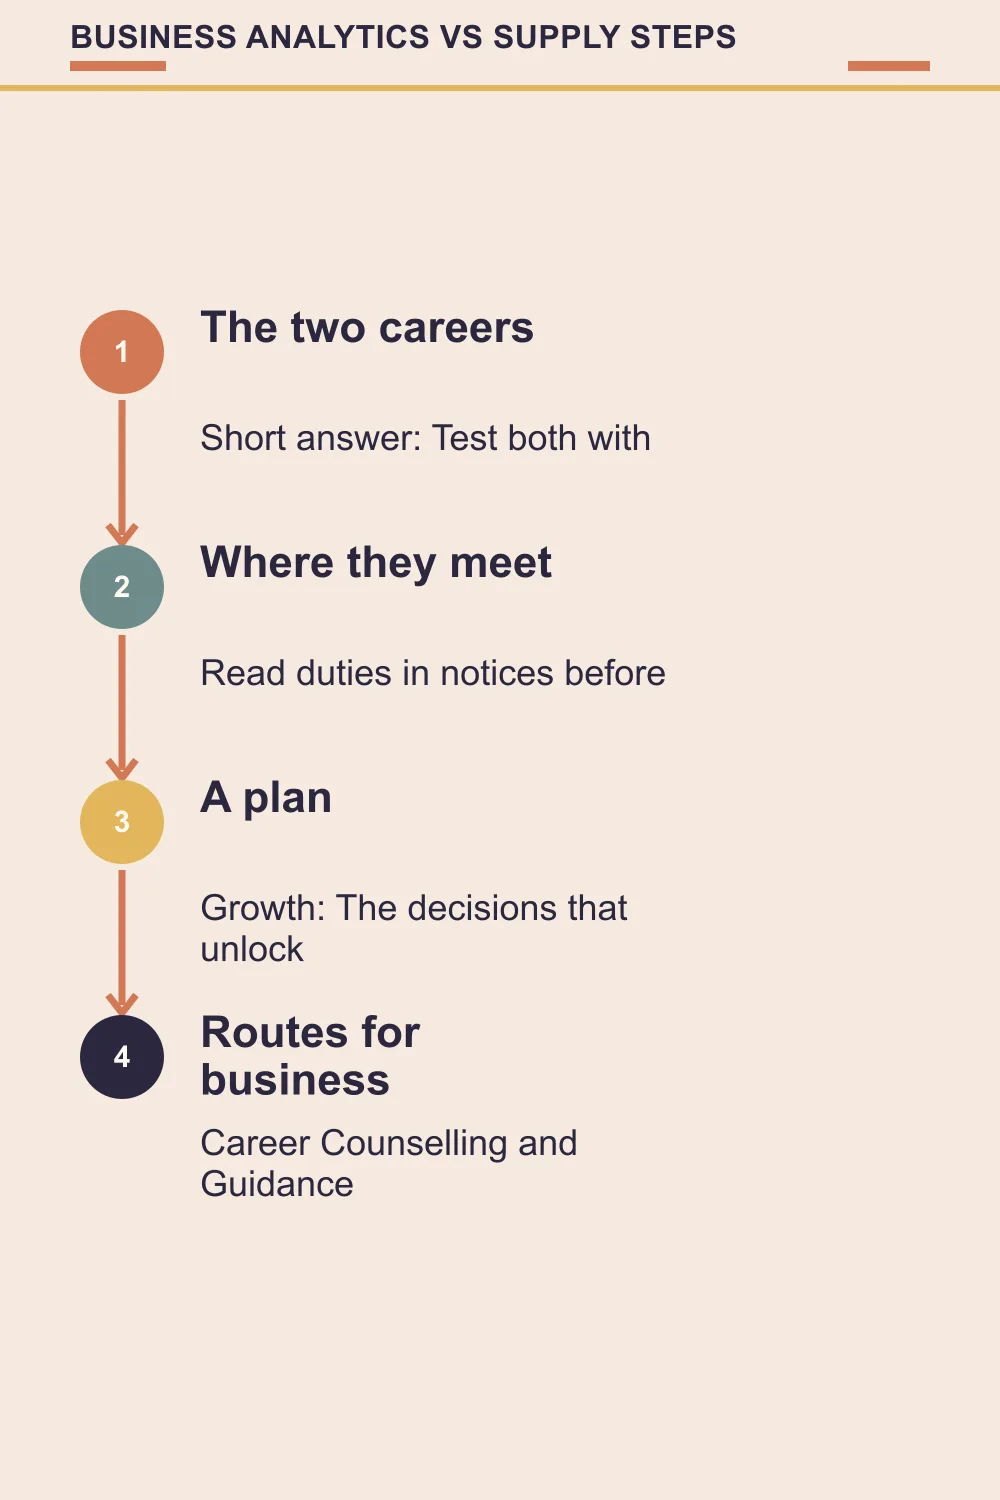 BUSINESS ANALYTICS VS SUPPLY STEPS
1
The two careers
Short answer: Test both with
2
Where they meet
Read duties in notices before
3
A plan
Growth: The decisions that
unlock
4
Routes for
business
Career Counselling and
Guidance